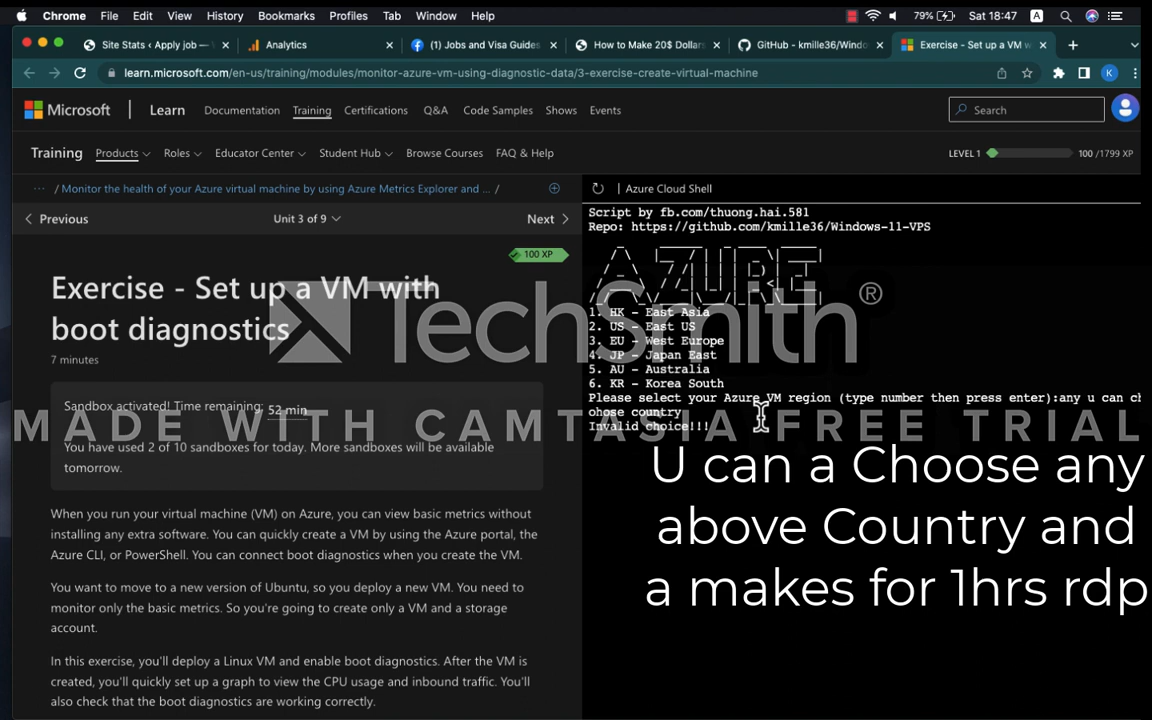 Chrome File Edit View History Bookmarks Profiles Tab Window Help 79% Sat 18:47 A
Site Stats ‹ Apply job — Analytics (1) Jobs and Visa Guides How to Make 20$ Dollars GitHub - kmille36/Windo Exercise - Set up a VM w
learn.microsoft.com/en-us/training/modules/monitor-azure-vm-using-diagnostic-data/3-exercise-create-virtual-machine K
Microsoft | Learn Documentation Training Certifications Q&A Code Samples Shows Events Search
Training Products Roles Educator Center Student Hub Browse Courses FAQ & Help LEVEL 1 100 /1799 XP
... / Monitor the health of your Azure virtual machine by using Azure Metrics Explorer and ... /
Previous Unit 3 of 9 Next
100 XP
Exercise - Set up a VM with
boot diagnostics
7 minutes
Sandbox activated! Time remaining: 52 min
You have used 2 of 10 sandboxes for today. More sandboxes will be available
tomorrow.
When you run your virtual machine (VM) on Azure, you can view basic metrics without
installing any extra software. You can quickly create a VM by using the Azure portal, the
Azure CLI, or PowerShell. You can connect boot diagnostics when you create the VM.
You want to move to a new version of Ubuntu, so you deploy a new VM. You need to
monitor only the basic metrics. So you're going to create only a VM and a storage
account.
In this exercise, you'll deploy a Linux VM and enable boot diagnostics. After the VM is
created, you'll quickly set up a graph to view the CPU usage and inbound traffic. You'll
also check that the boot diagnostics are working correctly.
| Azure Cloud Shell
Script by fb.com/thuong.hai.581
Repo: https://github.com/kmille36/Windows-11-VPS
AZURE
1. HK - East Asia
2. US - East US
3. EU - West Europe
4. JP - Japan East
5. AU - Australia
6. KR - Korea South
Please select your Azure VM region (type number then press enter):any u can ch
ohose country
Invalid choice!!!
TechSmith®
MADE WITH CAMTASIA FREE TRIAL
U can a Choose any
above Country and
a makes for 1hrs rdp